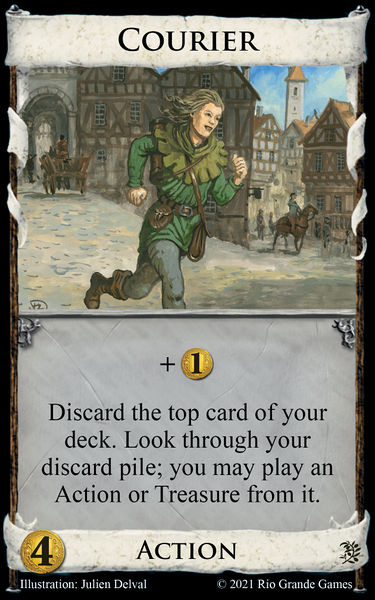 COURIER
+ 1
Discard the top card of your
deck. Look through your
discard pile; you may play an
Action or Treasure from it.
4 ACTION
Illustration: Julien Delval © 2021 Rio Grande Games